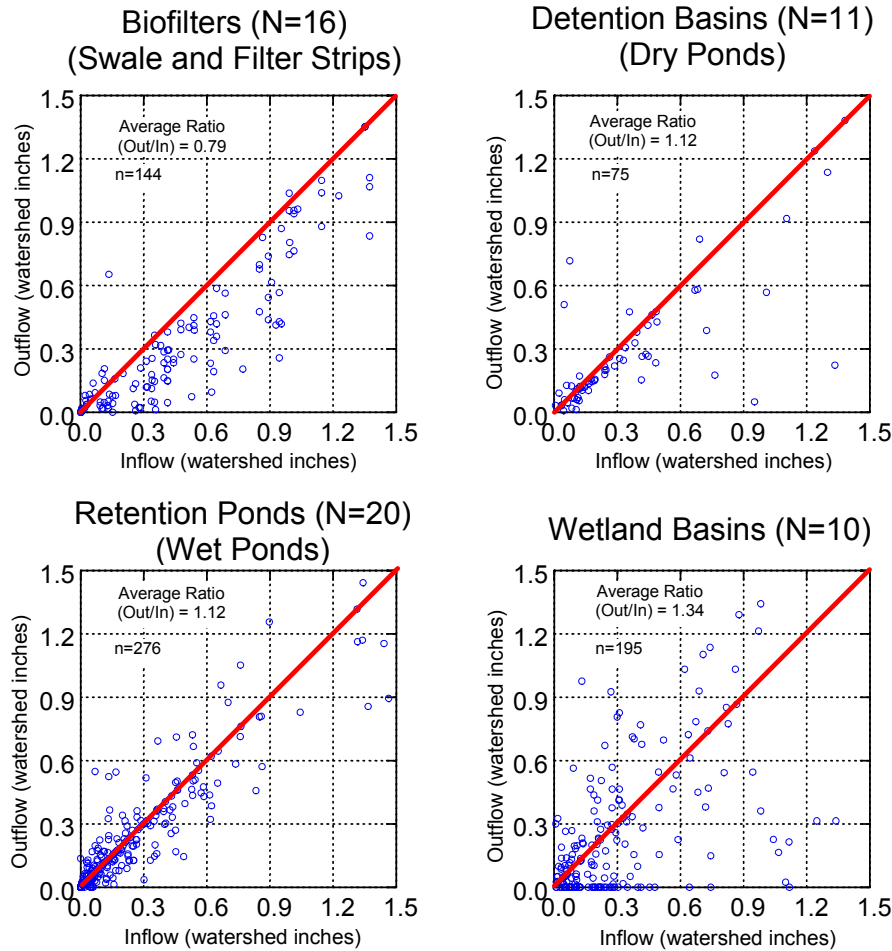 Biofilters (N=16)
(Swale and Filter Strips)
Average Ratio
(Out/In) = 0.79
n=144
Outflow (watershed inches)
1.5
1.2
0.9
0.6
0.3
0.0
0.0 0.3 0.6 0.9 1.2 1.5
Inflow (watershed inches)
Detention Basins (N=11)
(Dry Ponds)
Average Ratio
(Out/In) = 1.12
n=75
Outflow (watershed inches)
1.5
1.2
0.9
0.6
0.3
0.0
0.0 0.3 0.6 0.9 1.2 1.5
Inflow (watershed inches)
Retention Ponds (N=20)
(Wet Ponds)
Average Ratio
(Out/In) = 1.12
n=276
Outflow (watershed inches)
1.5
1.2
0.9
0.6
0.3
0.0
0.0 0.3 0.6 0.9 1.2 1.5
Inflow (watershed inches)
Wetland Basins (N=10)
Average Ratio
(Out/In) = 1.34
n=195
Outflow (watershed inches)
1.5
1.2
0.9
0.6
0.3
0.0
0.0 0.3 0.6 0.9 1.2 1.5
Inflow (watershed inches)